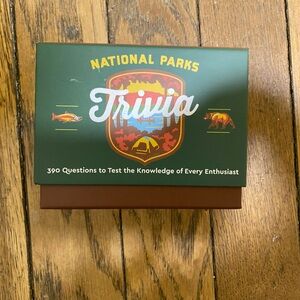 NATIONAL PARKS
Trivia
390 Questions to Test the Knowledge of Every Enthusiast